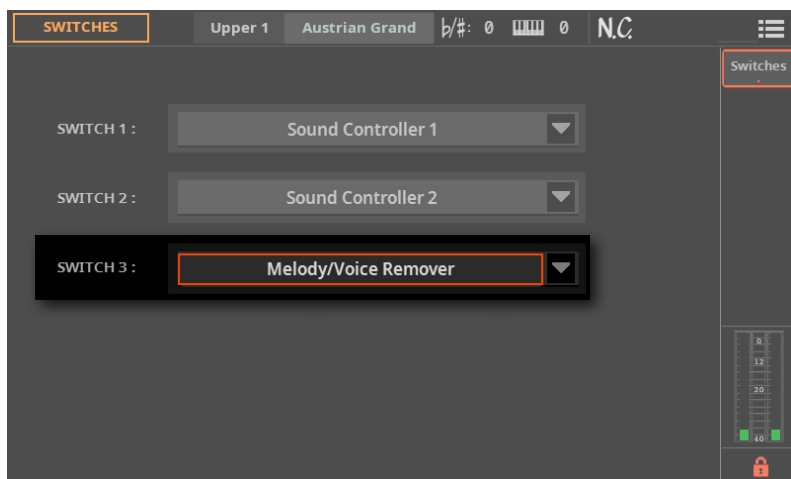 SWITCHES Upper 1 Austrian Grand ♭/#: 0 0 N.C.
Switches
SWITCH 1 : Sound Controller 1
SWITCH 2 : Sound Controller 2
SWITCH 3 : Melody/Voice Remover
0
12
20
40